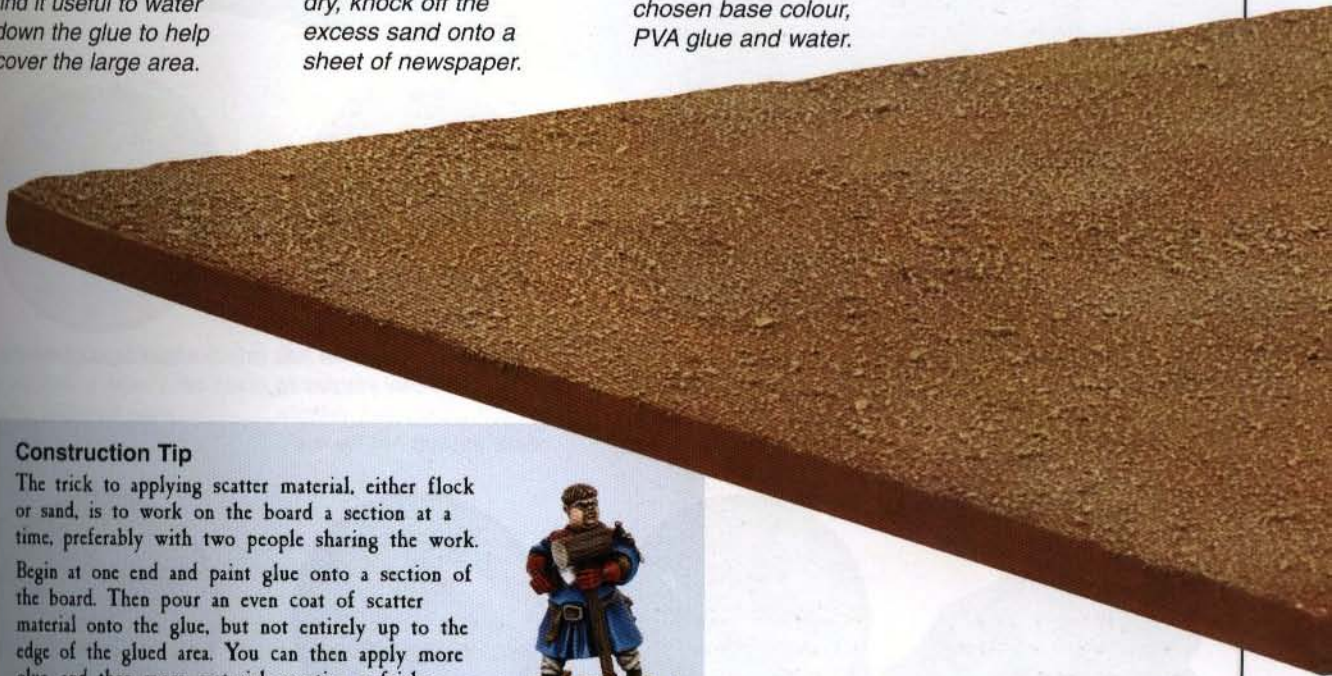 it useful to water
down the glue to help
cover the large area.
dry, knock off the
excess sand onto a
sheet of newspaper.
chosen base colour,
PVA glue and water.
Construction Tip
The trick to applying scatter material, either flock
or sand, is to work on the board a section at a
time, preferably with two people sharing the work.
Begin at one end and paint glue onto a section of
the board. Then pour an even coat of scatter
material onto the glue, but not entirely up to the
edge of the glued area. You can then apply more